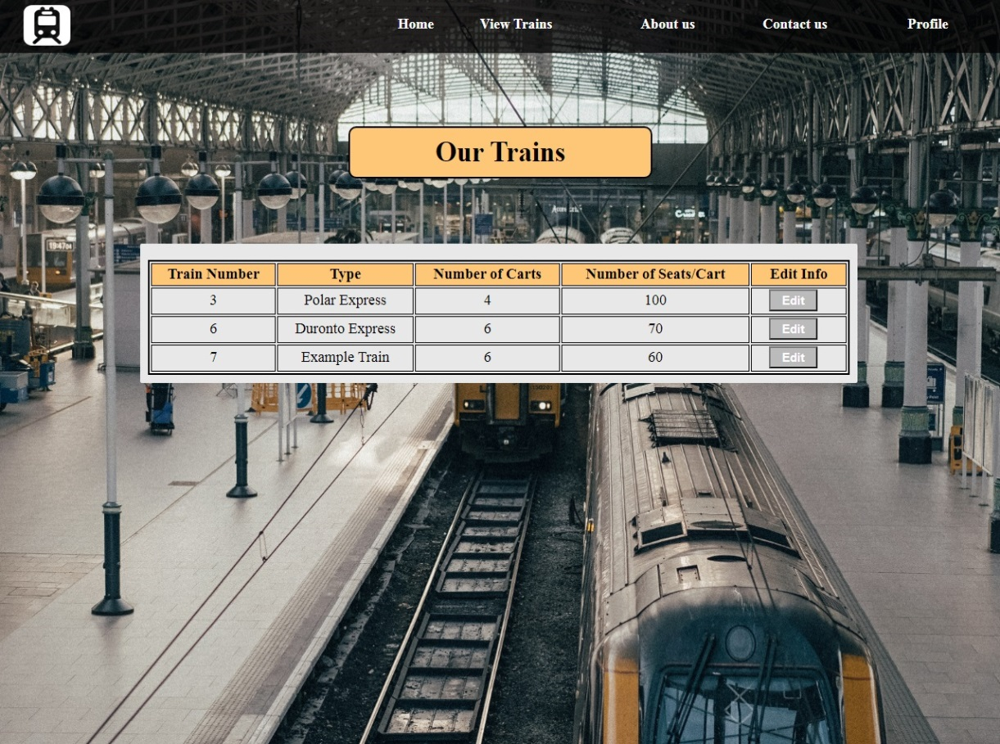 Home View Trains About us Contact us Profile
Our Trains
Train Number Type Number of Carts Number of Seats/Cart Edit Info
3 Polar Express 4 100 Edit
6 Duronto Express 6 70 Edit
7 Example Train 6 60 Edit